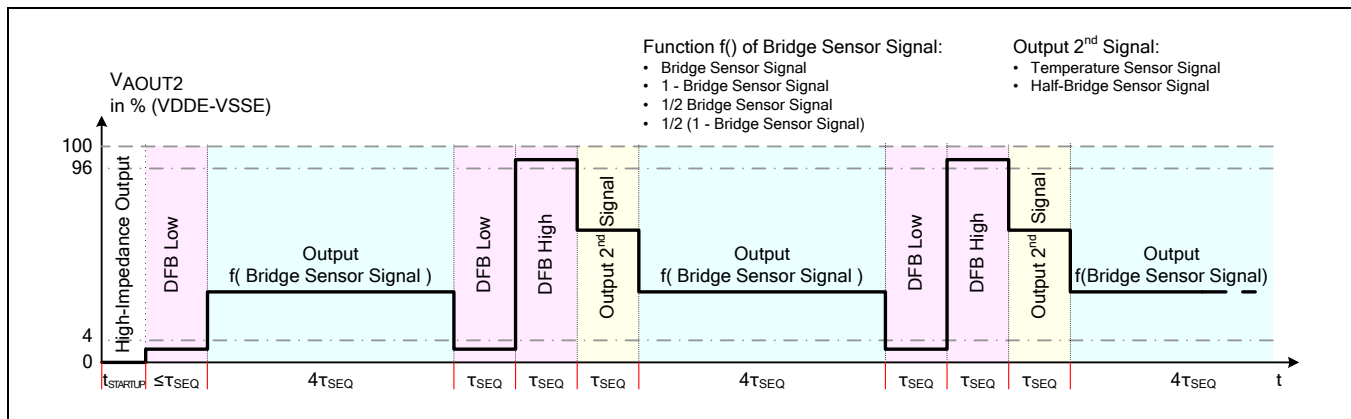 Function f() of Bridge Sensor Signal:
• Bridge Sensor Signal
• 1 - Bridge Sensor Signal
• 1/2 Bridge Sensor Signal
• 1/2 (1 - Bridge Sensor Signal)
Output 2nd Signal:
• Temperature Sensor Signal
• Half-Bridge Sensor Signal
VAOUT2
in % (VDDE-VSSE)
100
96
4
0
High-Impedance Output
DFB Low
Output
f( Bridge Sensor Signal )
DFB Low
DFB High
Output 2nd Signal
Output
f( Bridge Sensor Signal )
DFB Low
DFB High
Output 2nd Signal
Output
f(Bridge Sensor Signal)
tSTARTUP
≤τSEQ
4τSEQ
τSEQ
τSEQ
τSEQ
4τSEQ
τSEQ
τSEQ
τSEQ
4τSEQ
t